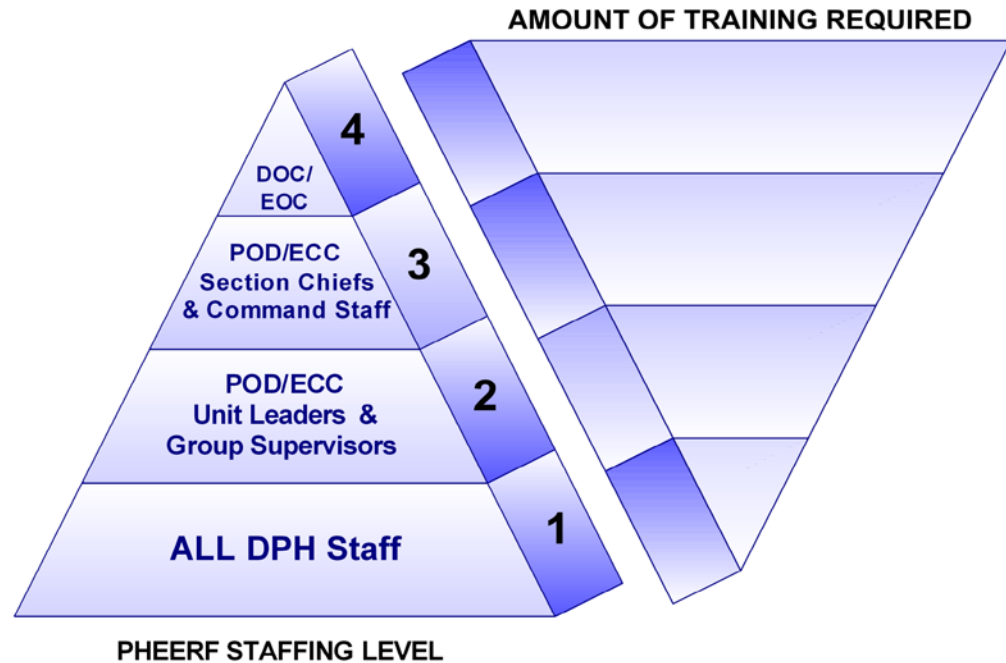 AMOUNT OF TRAINING REQUIRED
4
DOC/
EOC
3
POD/ECC
Section Chiefs
& Command Staff
2
POD/ECC
Unit Leaders &
Group Supervisors
1
ALL DPH Staff
PHEERF STAFFING LEVEL